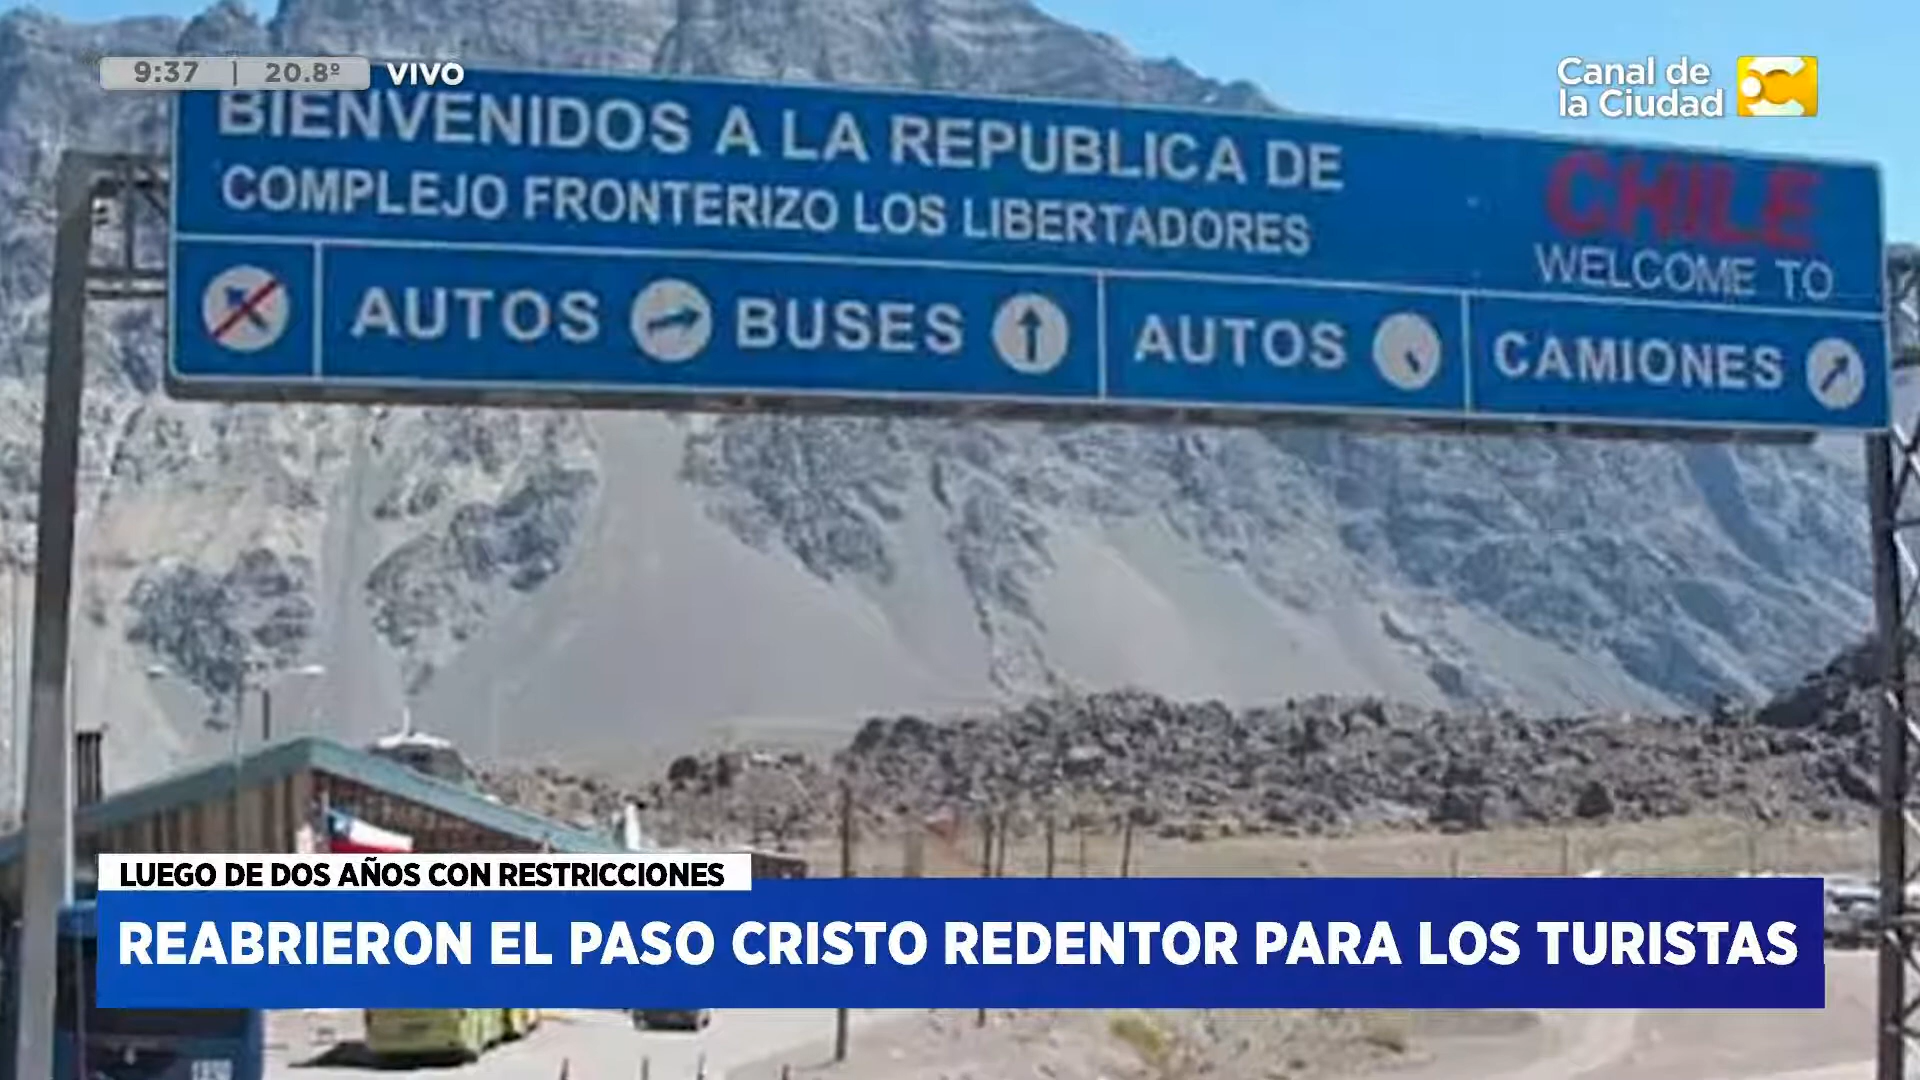 9:37 | 20.8º VIVO
Canal de
la Ciudad
BIENVENIDOS A LA REPUBLICA DE CHILE
COMPLEJO FRONTERIZO LOS LIBERTADORES
WELCOME TO
AUTOS BUSES AUTOS CAMIONES
LUEGO DE DOS AÑOS CON RESTRICCIONES
REABRIERON EL PASO CRISTO REDENTOR PARA LOS TURISTAS